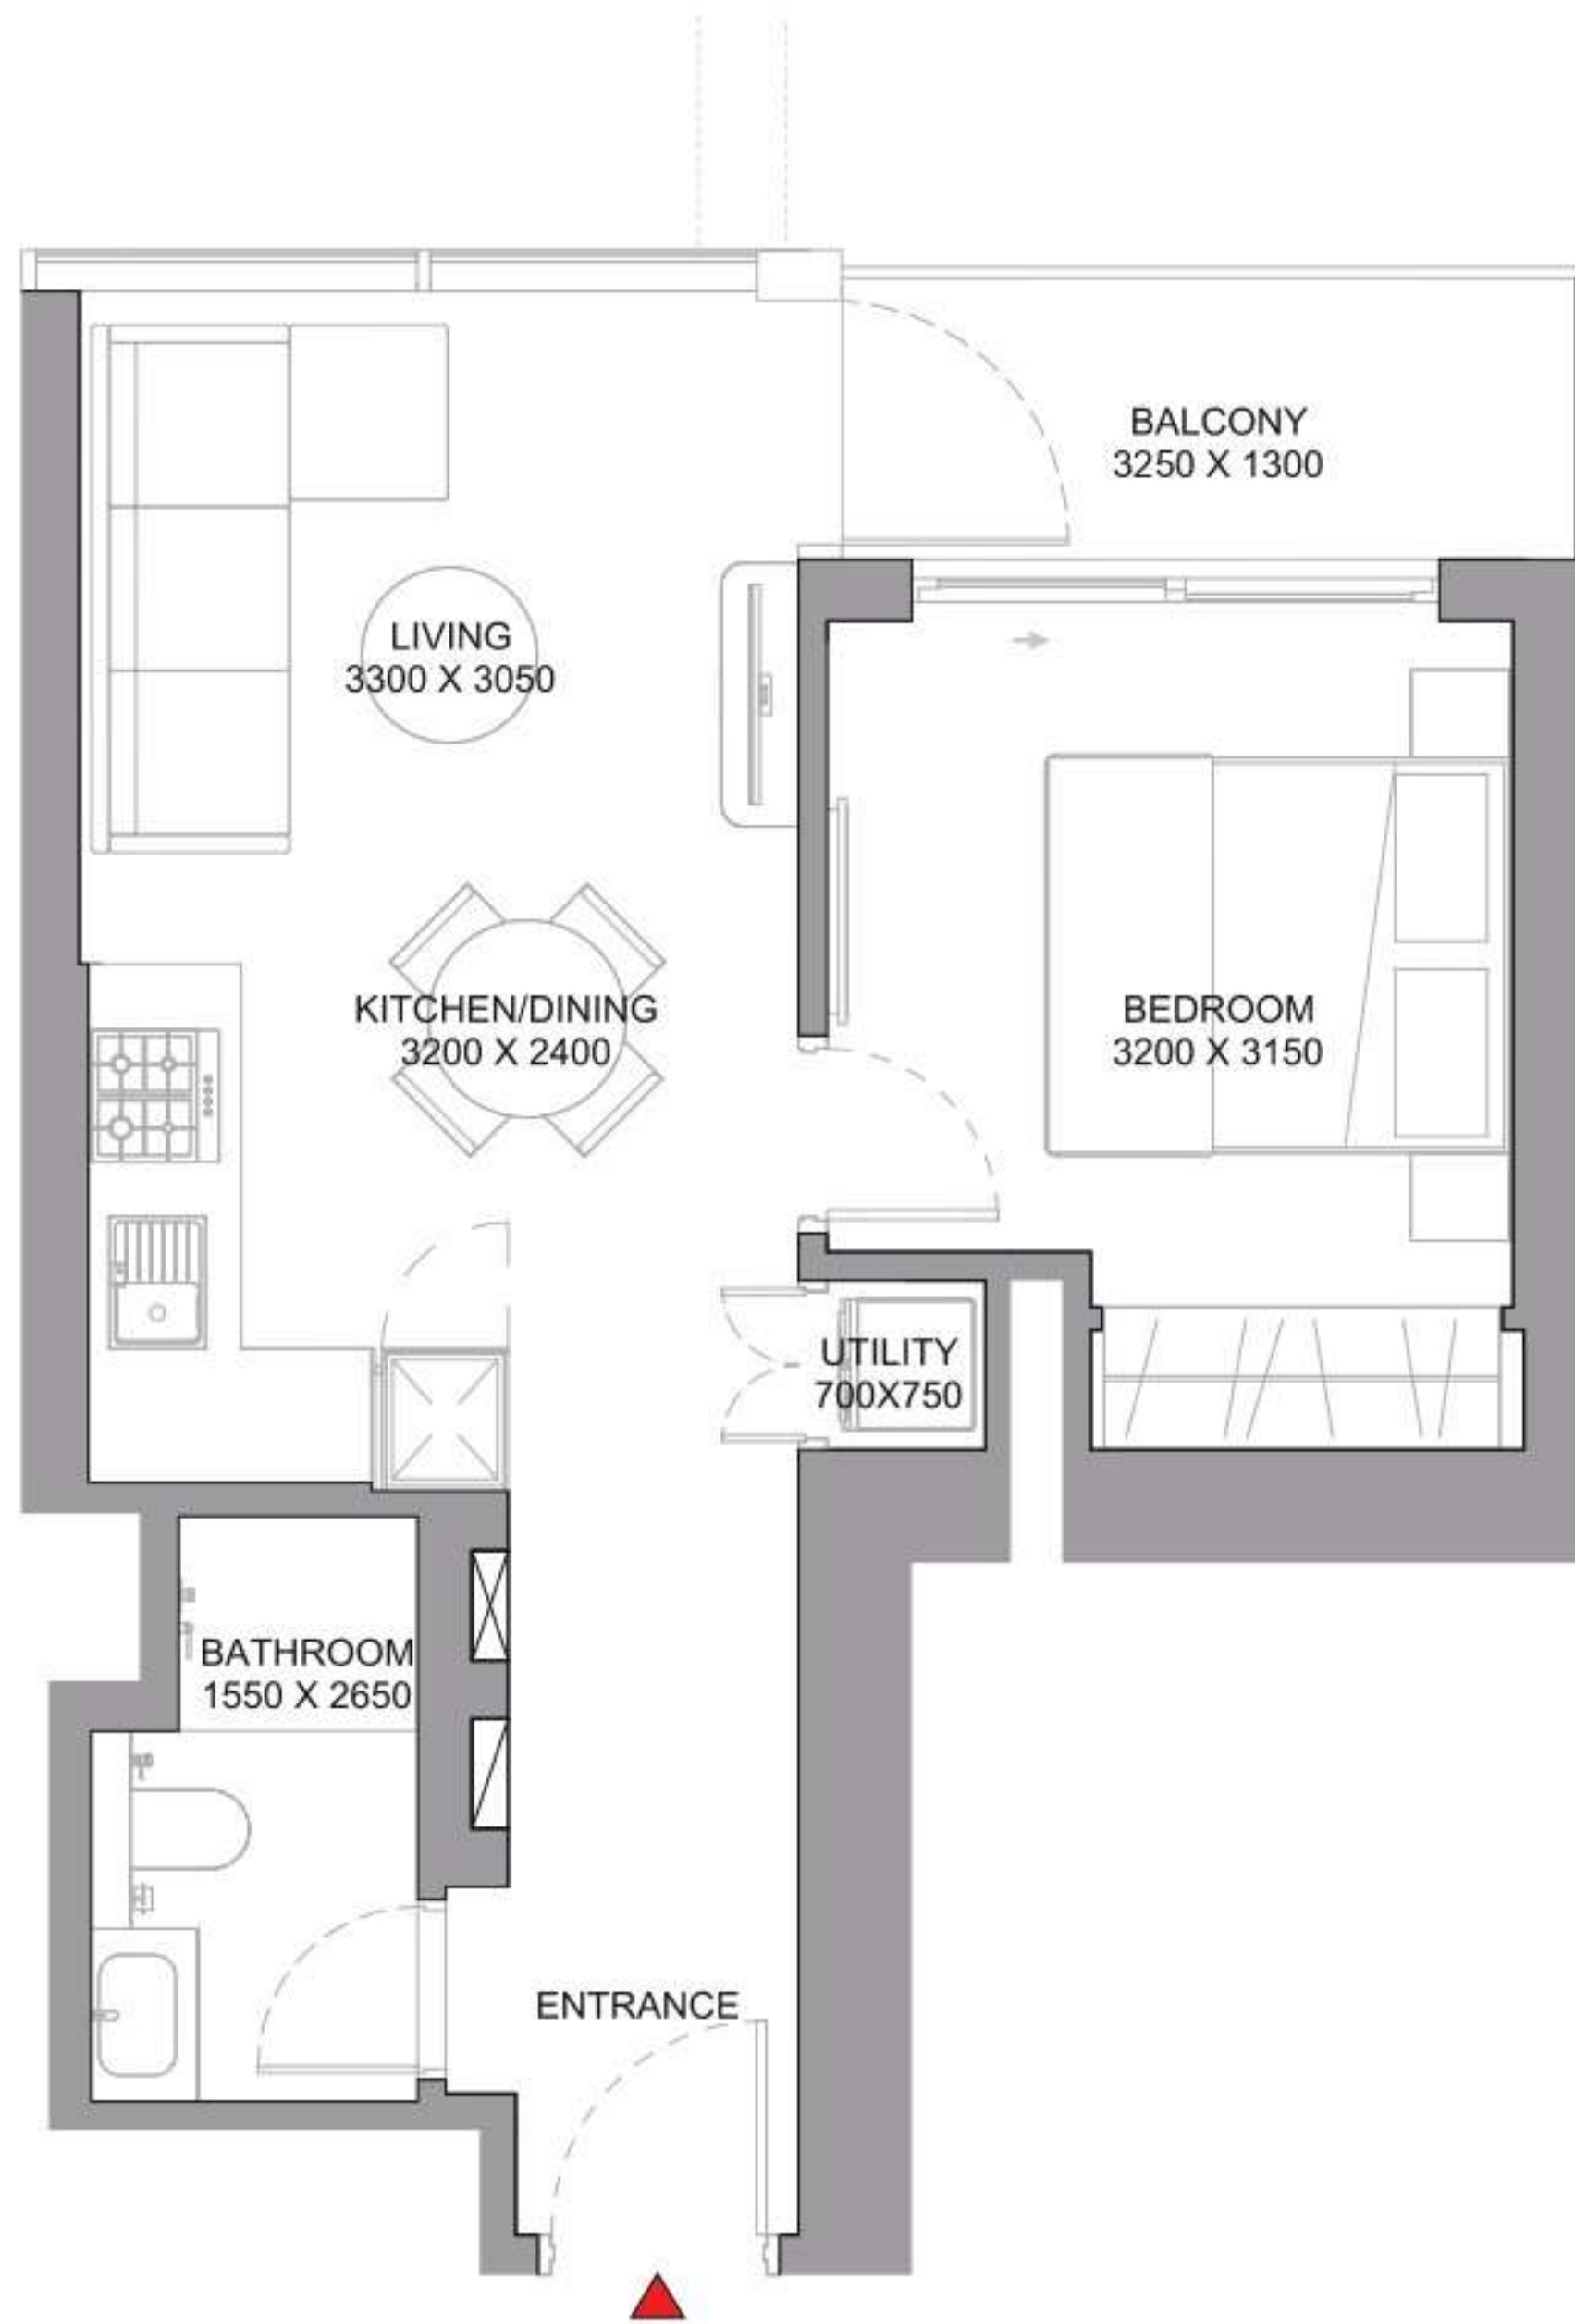 BALCONY
3250 X 1300
LIVING
3300 X 3050
KITCHEN/DINING
3200 X 2400
BEDROOM
3200 X 3150
UTILITY
700X750
BATHROOM
1550 X 2650
ENTRANCE